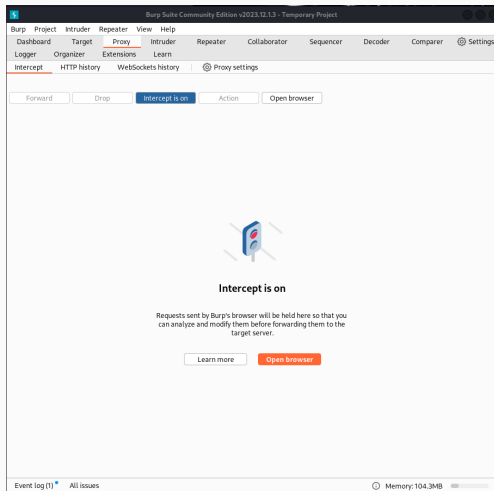 Burp Suite Community Edition v2023.12.1.3 - Temporary Project
Burp Project Intruder Repeater View Help
Dashboard Target Proxy Intruder Repeater Collaborator Sequencer Decoder Comparer Settings
Logger Organizer Extensions Learn
Intercept HTTP history WebSockets history Proxy settings
Forward Drop Intercept is on Action Open browser
Intercept is on
Requests sent by Burp's browser will be held here so that you
can analyze and modify them before forwarding them to the
target server.
Learn more Open browser
Event log (1) All issues Memory: 104.3MB